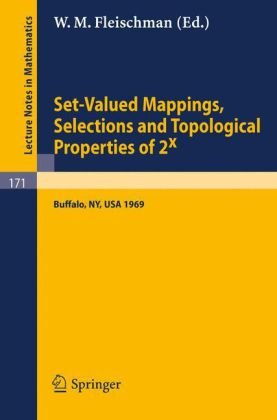 W. M. Fleischman (Ed.)
Lecture Notes in Mathematics
171
Set-Valued Mappings,
Selections and Topological
Properties of 2ˣ
Buffalo, NY, USA 1969
Springer